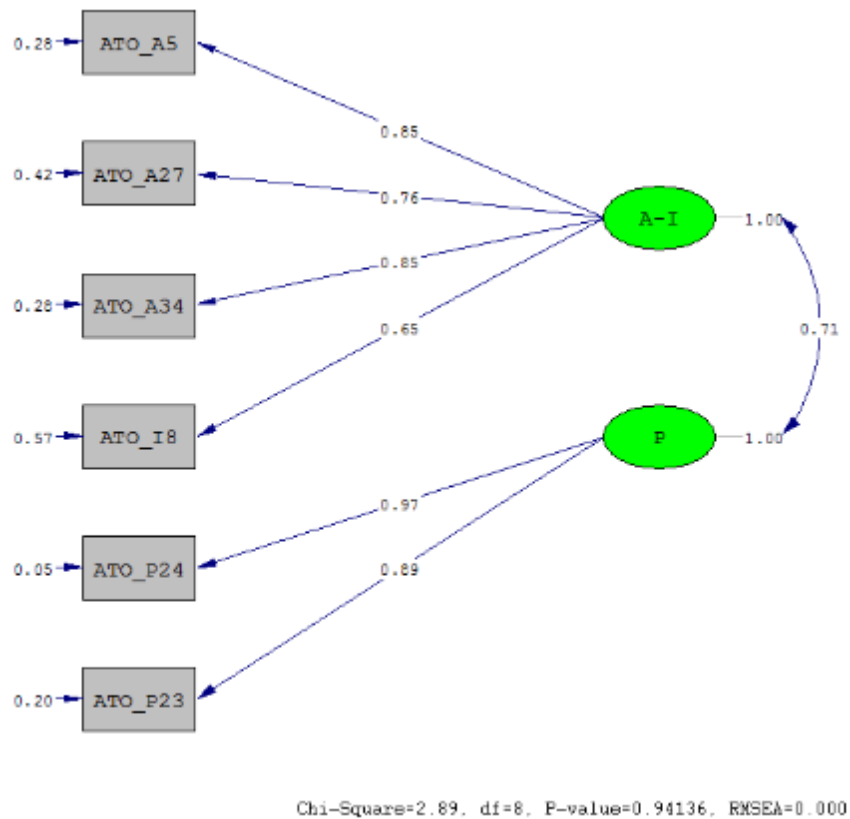 0.28 ATO_A5
0.85
0.42 ATO_A27
0.76
A-I 1.00
0.85
0.28 ATO_A34
0.65
0.71
0.57 ATO_I8
P 1.00
0.97
0.05 ATO_P24
0.89
0.20 ATO_P23
Chi-Square=2.89, df=8, P-value=0.94136, RMSEA=0.000